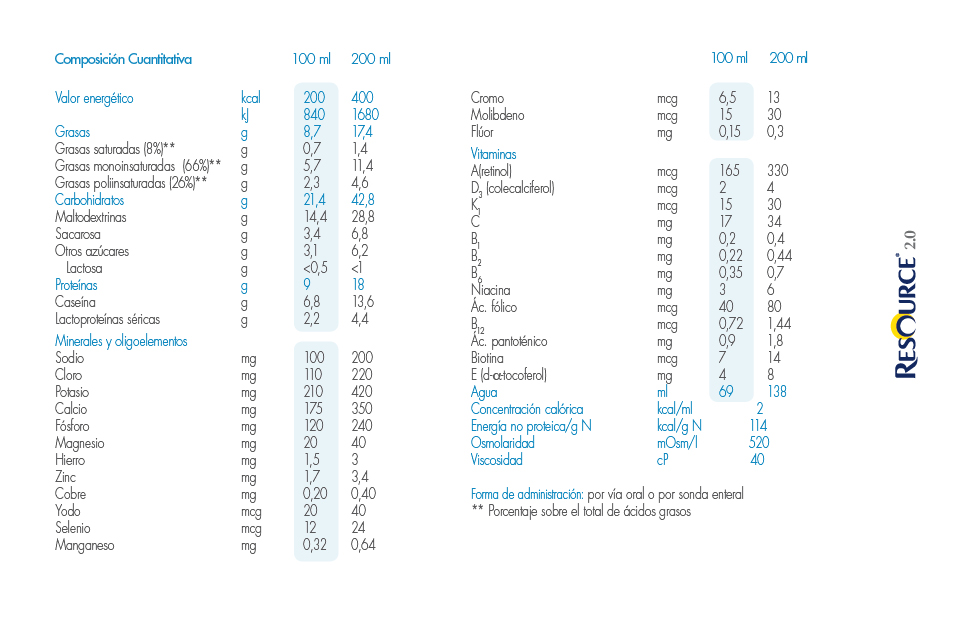 Composición Cuantitativa 100 ml 200 ml
Valor energético kcal 200 400
kJ 840 1680
Grasas g 8,7 17,4
Grasas saturadas (8%)** g 0,7 1,4
Grasas monoinsaturadas (66%)** g 5,7 11,4
Grasas poliinsaturadas (26%)** g 2,3 4,6
Carbohidratos g 21,4 42,8
Maltodextrinas g 14,4 28,8
Sacarosa g 3,4 6,8
Otros azúcares g 3,1 6,2
Lactosa g <0,5 <1
Proteínas g 9 18
Caseína g 6,8 13,6
Lactoproteínas séricas g 2,2 4,4
Minerales y oligoelementos
Sodio mg 100 200
Cloro mg 110 220
Potasio mg 210 420
Calcio mg 175 350
Fósforo mg 120 240
Magnesio mg 20 40
Hierro mg 1,5 3
Zinc mg 1,7 3,4
Cobre mg 0,20 0,40
Yodo mcg 20 40
Selenio mcg 12 24
Manganeso mg 0,32 0,64
100 ml 200 ml
Cromo mcg 6,5 13
Molibdeno mcg 15 30
Flúor mg 0,15 0,3
Vitaminas
A(retinol) mcg 165 330
D3 (colecalciferol) mcg 2 4
K1 mcg 15 30
C mg 17 34
B1 mg 0,2 0,4
B2 mg 0,22 0,44
B6 mg 0,35 0,7
Niacina mg 3 6
Ác. fólico mcg 40 80
B12 mcg 0,72 1,44
Ác. pantoténico mg 0,9 1,8
Biotina mcg 7 14
E (d-α-tocoferol) mg 4 8
Agua ml 69 138
Concentración calórica kcal/ml 2
Energía no proteica/g N kcal/g N 114
Osmolaridad mOsm/l 520
Viscosidad cP 40
Forma de administración: por vía oral o por sonda enteral
** Porcentaje sobre el total de ácidos grasos
RESOURCE® 2.0